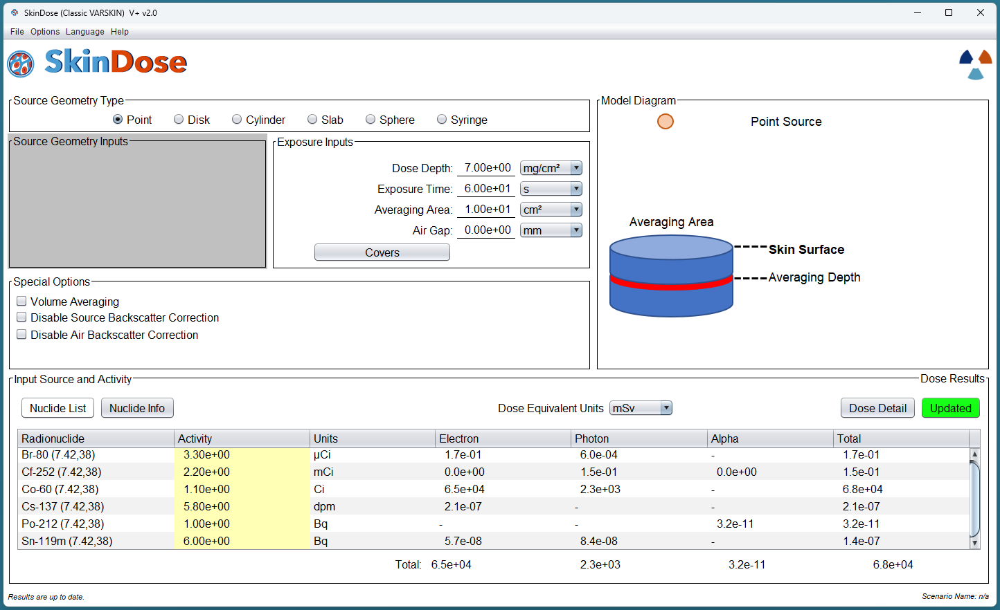 SkinDose (Classic VARSKIN)  V+ v2.0
File Options Language Help
SkinDose
Source Geometry Type
Point Disk Cylinder Slab Sphere Syringe
Source Geometry Inputs
Exposure Inputs
Dose Depth: 7.00e+00 mg/cm²
Exposure Time: 6.00e+01 s
Averaging Area: 1.00e+01 cm²
Air Gap: 0.00e+00 mm
Covers
Special Options
Volume Averaging
Disable Source Backscatter Correction
Disable Air Backscatter Correction
Model Diagram
Point Source
Averaging Area
Skin Surface
Averaging Depth
Input Source and Activity Dose Results
Nuclide List Nuclide Info Dose Equivalent Units mSv Dose Detail Updated
Radionuclide Activity Units Electron Photon Alpha Total
Br-80 (7.42,38) 3.30e+00 µCi 1.7e-01 6.0e-04 - 1.7e-01
Cf-252 (7.42,38) 2.20e+00 mCi 0.0e+00 1.5e-01 0.0e+00 1.5e-01
Co-60 (7.42,38) 1.10e+00 Ci 6.5e+04 2.3e+03 - 6.8e+04
Cs-137 (7.42,38) 5.80e+00 dpm 2.1e-07 - - 2.1e-07
Po-212 (7.42,38) 1.00e+00 Bq - - 3.2e-11 3.2e-11
Sn-119m (7.42,38) 6.00e+00 Bq 5.7e-08 8.4e-08 - 1.4e-07
Total: 6.5e+04 2.3e+03 3.2e-11 6.8e+04
Results are up to date. Scenario Name: n/a